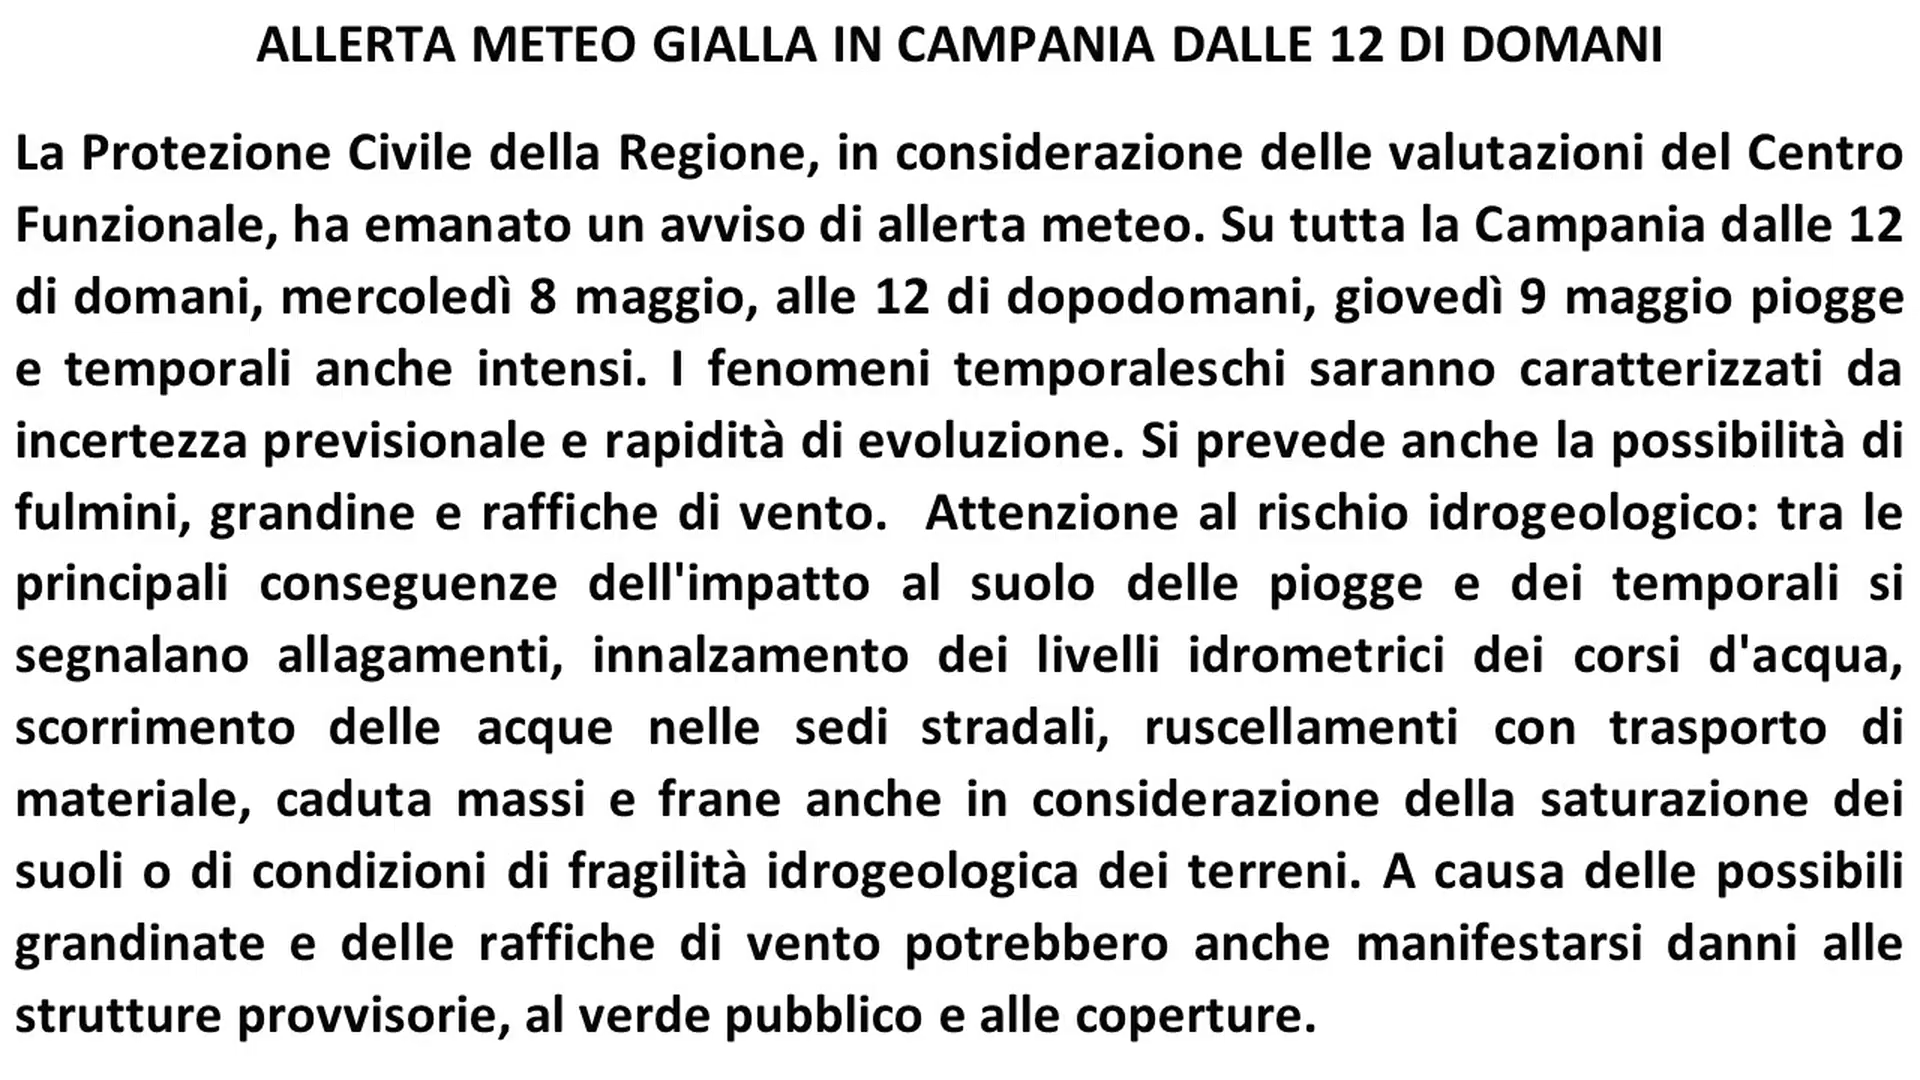 ALLERTA METEO GIALLA IN CAMPANIA DALLE 12 DI DOMANI
La Protezione Civile della Regione, in considerazione delle valutazioni del Centro
Funzionale, ha emanato un avviso di allerta meteo. Su tutta la Campania dalle 12
di domani, mercoledì 8 maggio, alle 12 di dopodomani, giovedì 9 maggio piogge
e temporali anche intensi. I fenomeni temporaleschi saranno caratterizzati da
incertezza previsionale e rapidità di evoluzione. Si prevede anche la possibilità di
fulmini, grandine e raffiche di vento.  Attenzione al rischio idrogeologico: tra le
principali conseguenze dell'impatto al suolo delle piogge e dei temporali si
segnalano allagamenti, innalzamento dei livelli idrometrici dei corsi d'acqua,
scorrimento delle acque nelle sedi stradali, ruscellamenti con trasporto di
materiale, caduta massi e frane anche in considerazione della saturazione dei
suoli o di condizioni di fragilità idrogeologica dei terreni. A causa delle possibili
grandinate e delle raffiche di vento potrebbero anche manifestarsi danni alle
strutture provvisorie, al verde pubblico e alle coperture.